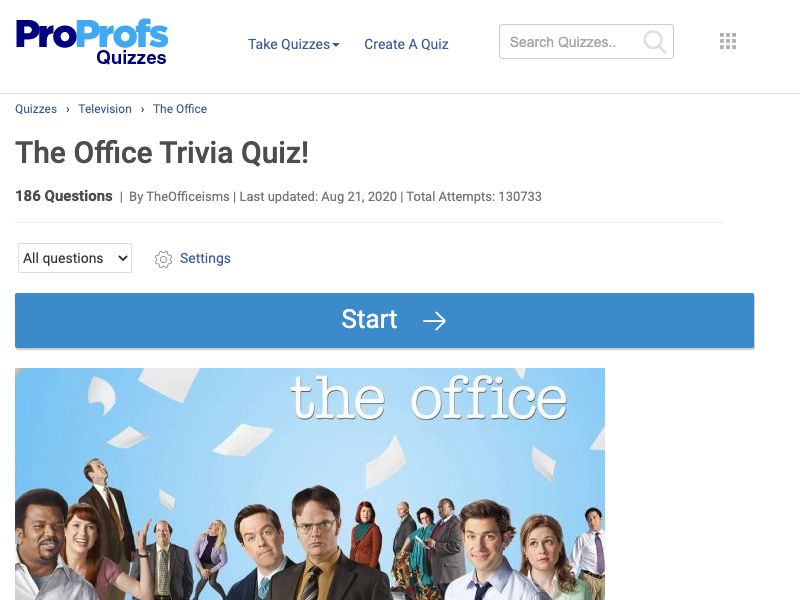 ProProfs
Quizzes
Take Quizzes
Create A Quiz
Search Quizzes..
Quizzes › Television › The Office
The Office Trivia Quiz!
186 Questions | By TheOfficeisms | Last updated: Aug 21, 2020 | Total Attempts: 130733
All questions
Settings
Start →
the office